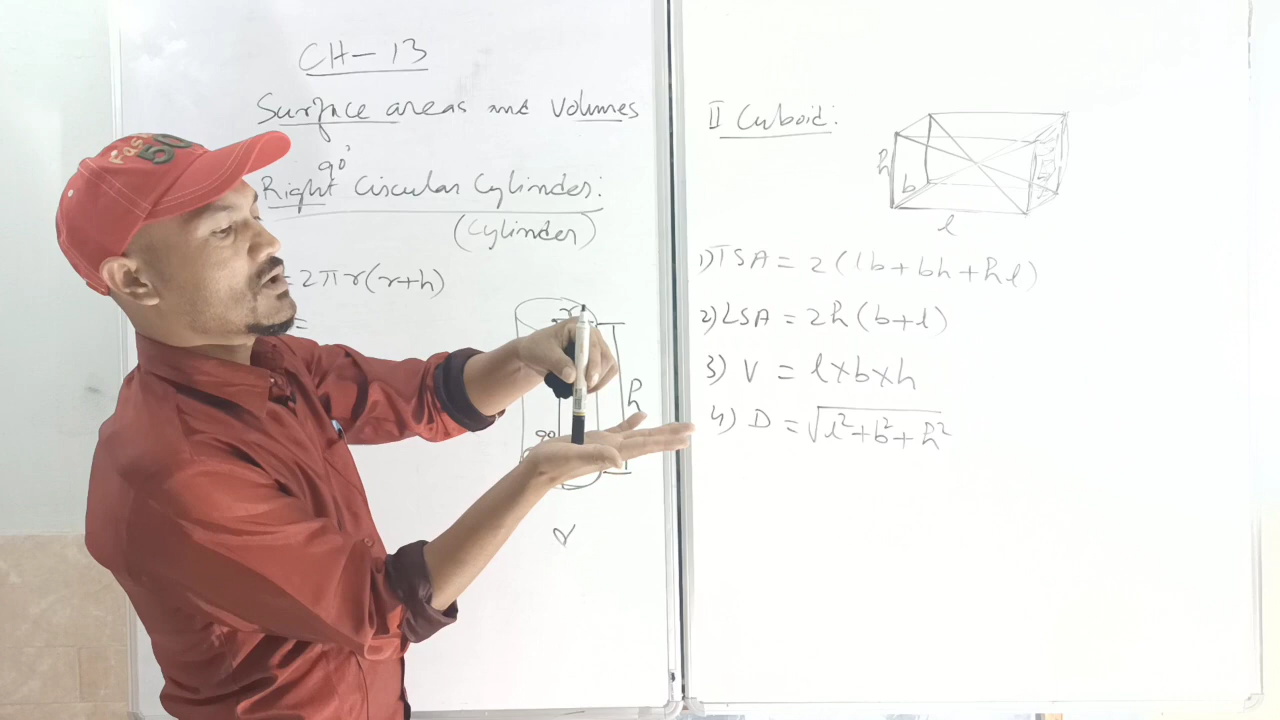 CH-13
Surface areas and Volumes
90°
Right Circular Cylinder:
(Cylinder)
= 2πr(r+h)
=
r
h
90
50
II Cuboid:
h
b
l
1) TSA = 2(lb+bh+hl)
2) LSA = 2h(b+l)
3) V = l×b×h
4) D = √l²+b²+h²